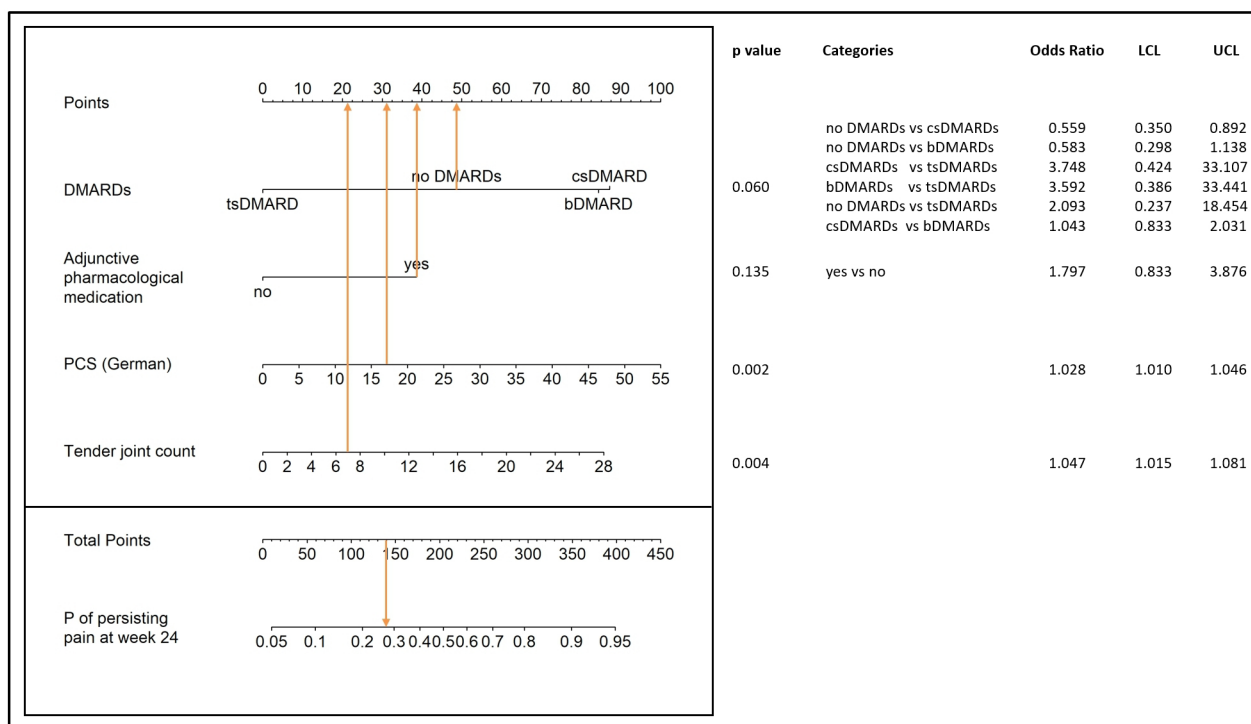 Points
0 10 20 30 40 50 60 70 80 90 100
DMARDs
no DMARDs csDMARD
tsDMARD bDMARD
Adjunctive
pharmacological
medication
yes
no
PCS (German)
0 5 10 15 20 25 30 35 40 45 50 55
Tender joint count
0 2 4 6 8 12 16 20 24 28
Total Points
0 50 100 150 200 250 300 350 400 450
P of persisting
pain at week 24
0.05 0.1 0.2 0.3 0.4 0.5 0.6 0.7 0.8 0.9 0.95
p value Categories Odds Ratio LCL UCL
no DMARDs vs csDMARDs 0.559 0.350 0.892
no DMARDs vs bDMARDs 0.583 0.298 1.138
csDMARDs vs tsDMARDs 3.748 0.424 33.107
0.060 bDMARDs vs tsDMARDs 3.592 0.386 33.441
no DMARDs vs tsDMARDs 2.093 0.237 18.454
csDMARDs vs bDMARDs 1.043 0.833 2.031
0.135 yes vs no 1.797 0.833 3.876
0.002 1.028 1.010 1.046
0.004 1.047 1.015 1.081